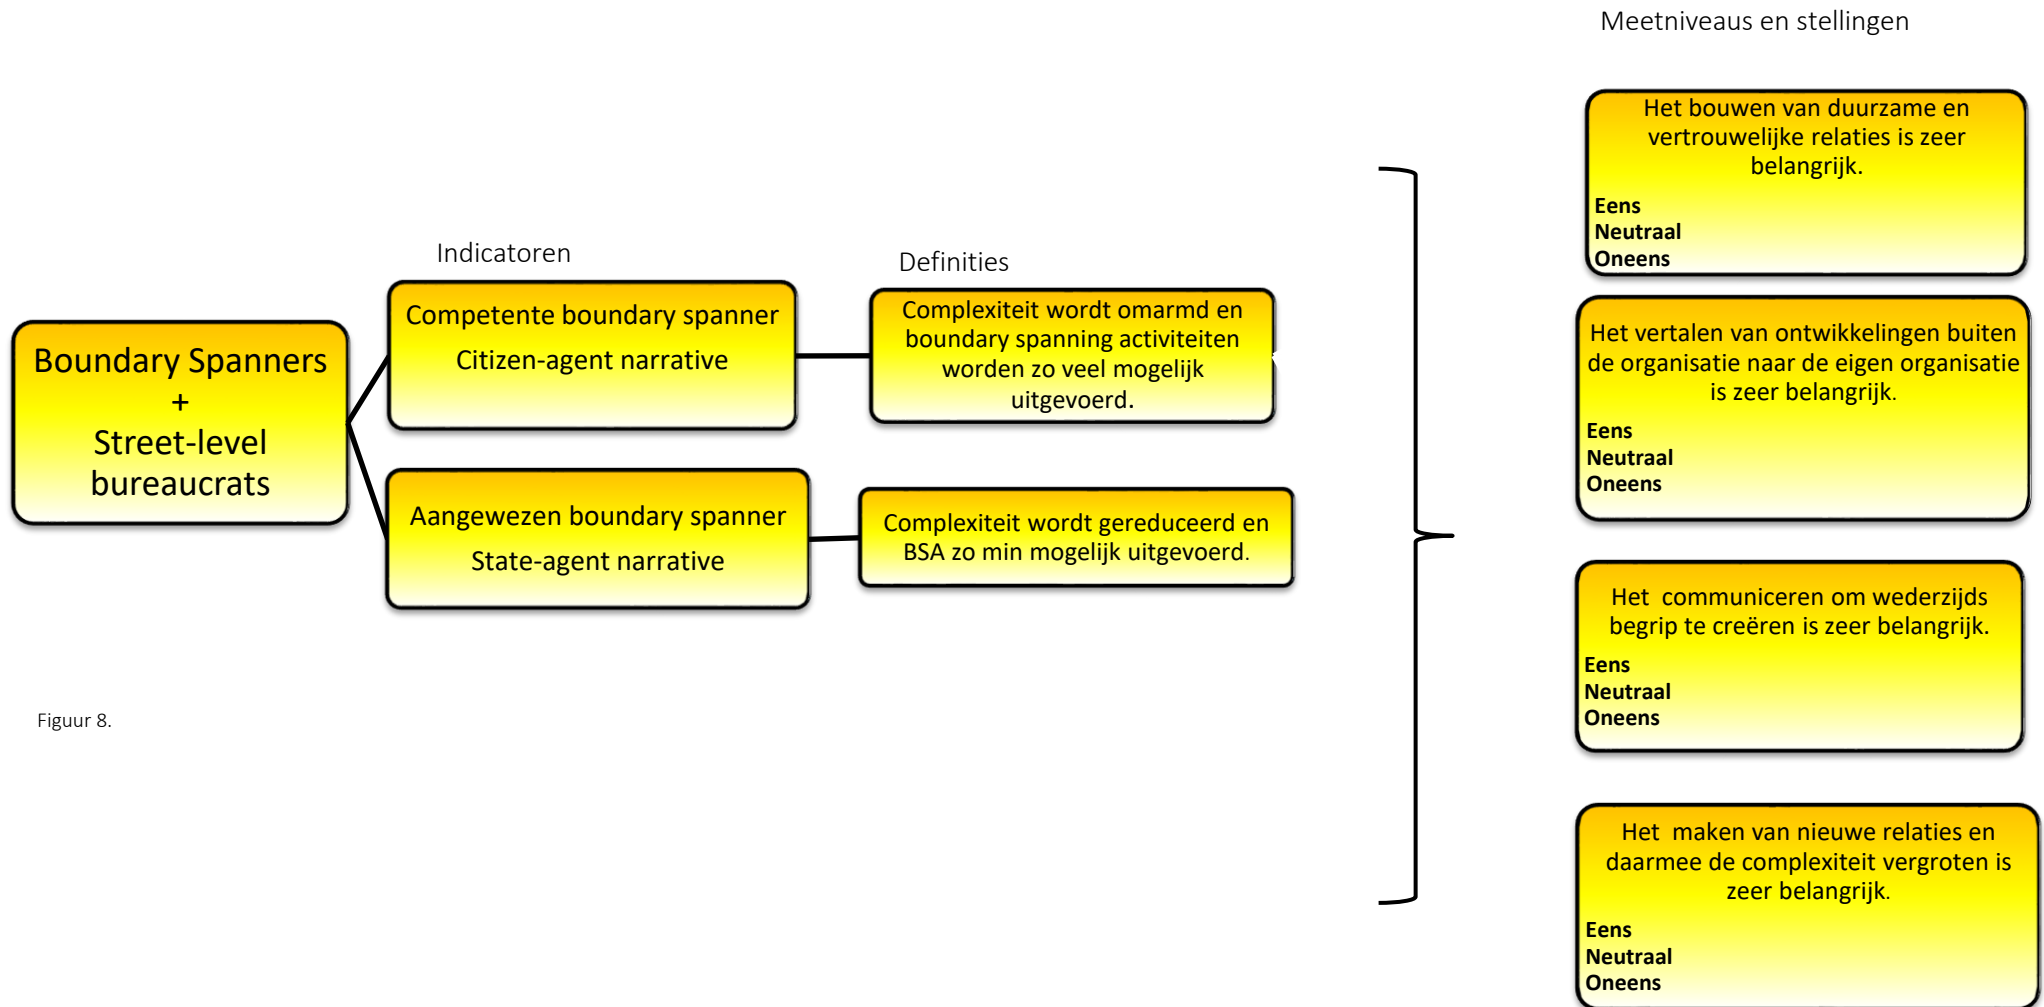 Boundary Spanners
+
Street-level
bureaucrats
Indicatoren
Competente boundary spanner
Citizen-agent narrative
Aangewezen boundary spanner
State-agent narrative
Definities
Complexiteit wordt omarmd en
boundary spanning activiteiten
worden zo veel mogelijk
uitgevoerd.
Complexiteit wordt gereduceerd en
BSA zo min mogelijk uitgevoerd.
Meetniveaus en stellingen
Het bouwen van duurzame en
vertrouwelijke relaties is zeer
belangrijk.
Eens
Neutraal
Oneens
Het vertalen van ontwikkelingen buiten
de organisatie naar de eigen organisatie
is zeer belangrijk.
Eens
Neutraal
Oneens
Het communiceren om wederzijds
begrip te creëren is zeer belangrijk.
Eens
Neutraal
Oneens
Het maken van nieuwe relaties en
daarmee de complexiteit vergroten is
zeer belangrijk.
Eens
Neutraal
Oneens
Figuur 8.